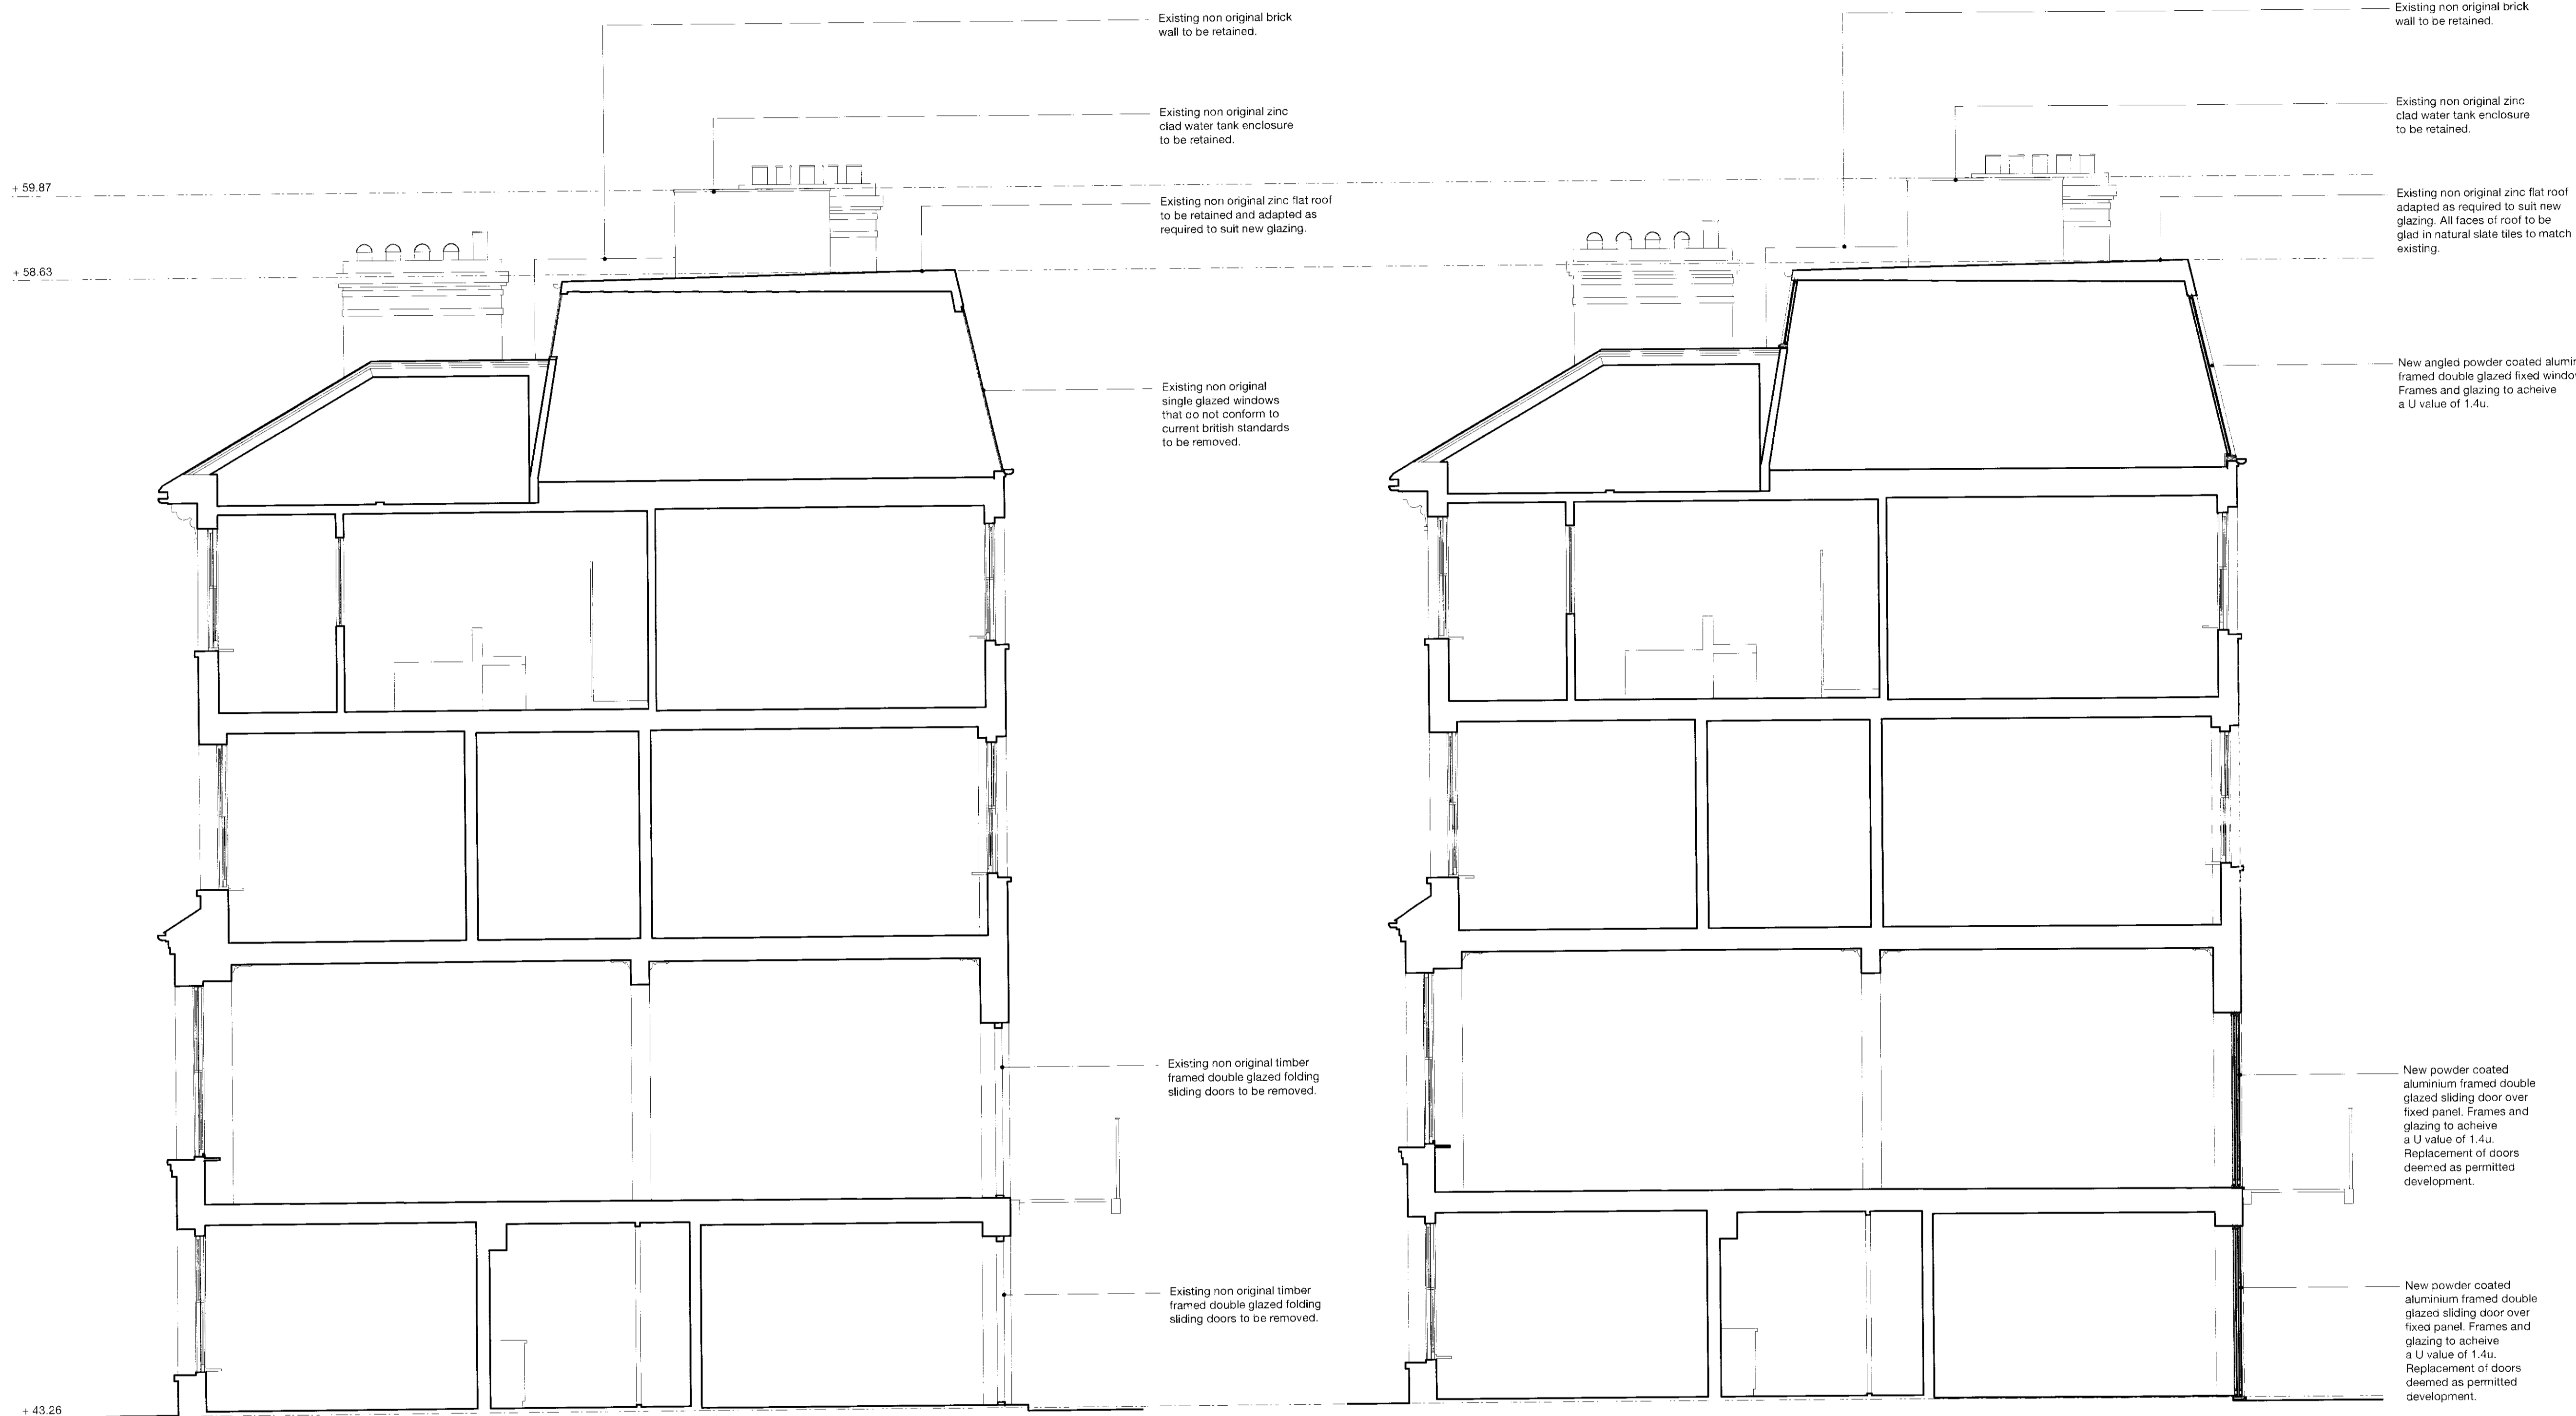 Existing non original brick
wall to be retained.
Existing non original zinc
clad water tank enclosure
to be retained.
+ 59.87
Existing non original zinc flat roof
to be retained and adapted as
required to suit new glazing.
+ 58.63
Existing non original
single glazed windows
that do not conform to
current british standards
to be removed.
Existing non original timber
framed double glazed folding
sliding doors to be removed.
Existing non original timber
framed double glazed folding
sliding doors to be removed.
+ 43.26
Existing non original brick
wall to be retained.
Existing non original zinc
clad water tank enclosure
to be retained.
Existing non original zinc flat roof
adapted as required to suit new
glazing. All faces of roof to be
glad in natural slate tiles to match
existing.
New angled powder coated
framed double glazed fixed
Frames and glazing to acheive
a U value of 1.4u.
New powder coated
aluminium framed double
glazed sliding door over
fixed panel. Frames and
glazing to acheive
a U value of 1.4u.
Replacement of doors
deemed as permitted
development.
New powder coated
aluminium framed double
glazed sliding door over
fixed panel. Frames and
glazing to acheive
a U value of 1.4u.
Replacement of doors
deemed as permitted
development.